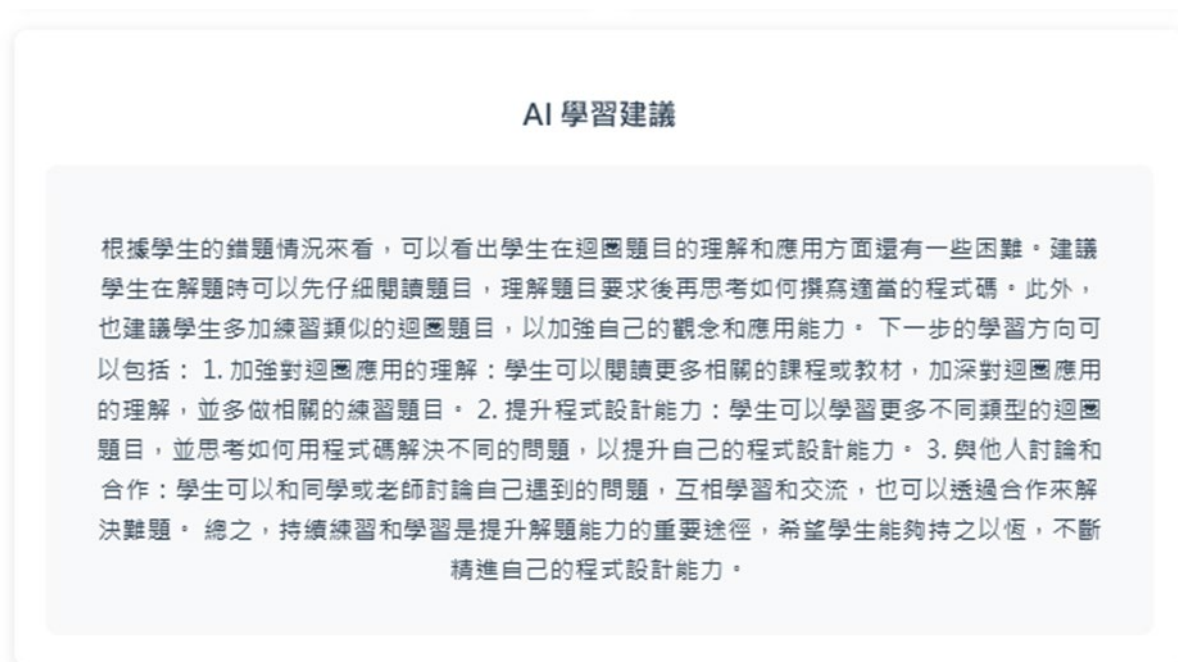 AI 學習建議
根據學生的錯題情況來看，可以看出學生在迴圈題目的理解和應用方面還有一些困難。建議
學生在解題時可以先仔細閱讀題目，理解題目要求後再思考如何撰寫適當的程式碼。此外，
也建議學生多加練習類似的迴圈題目，以加強自己的觀念和應用能力。 下一步的學習方向可
以包括： 1. 加強對迴圈應用的理解：學生可以閱讀更多相關的課程或教材，加深對迴圈應用
的理解，並多做相關的練習題目。 2. 提升程式設計能力：學生可以學習更多不同類型的迴圈
題目，並思考如何用程式碼解決不同的問題，以提升自己的程式設計能力。 3. 與他人討論和
合作：學生可以和同學或老師討論自己遇到的問題，互相學習和交流，也可以透過合作來解
決難題。 總之，持續練習和學習是提升解題能力的重要途徑，希望學生能夠持之以恆，不斷
精進自己的程式設計能力。